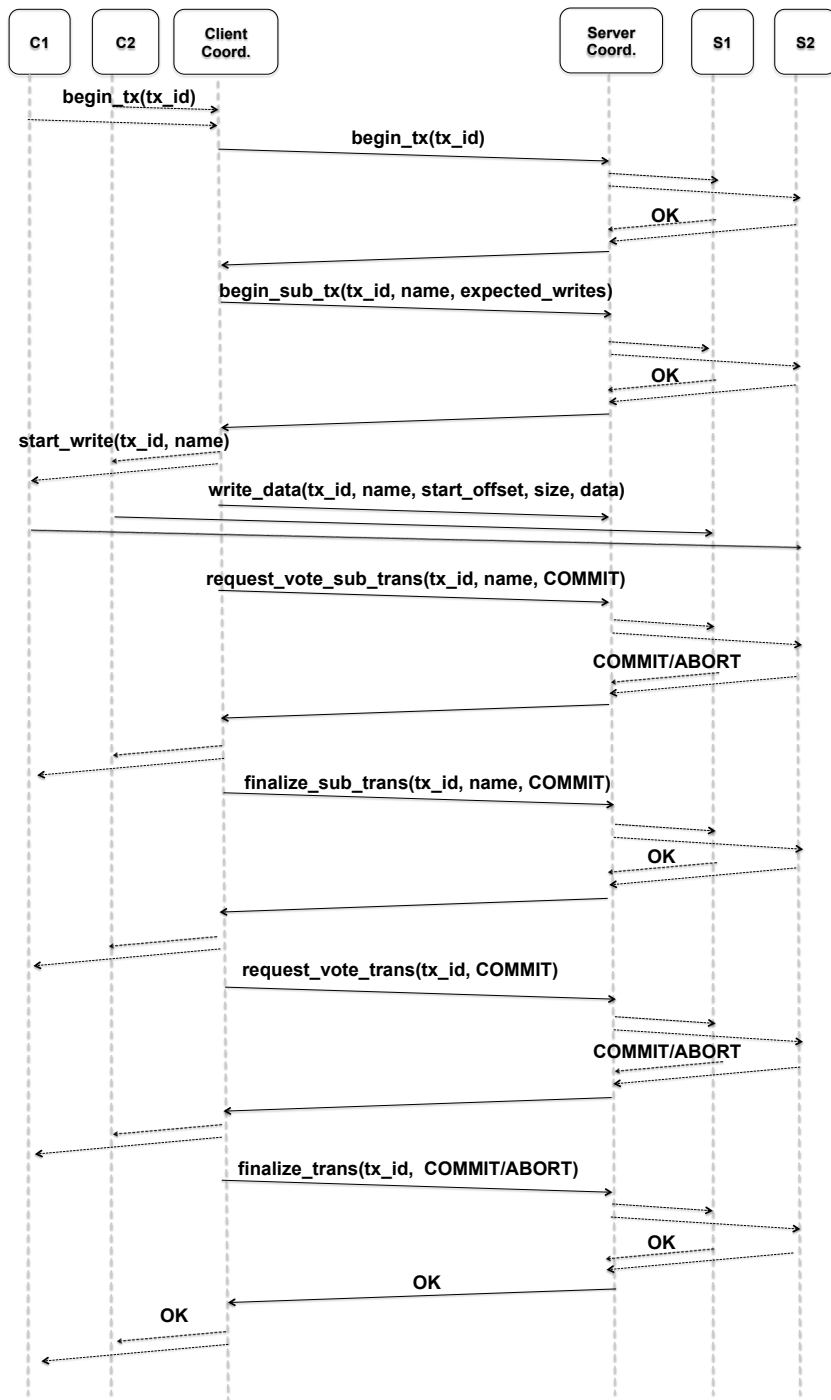 C1
C2
Client
Coord.
Server
Coord.
S1
S2
begin_tx(tx_id)
begin_tx(tx_id)
OK
begin_sub_tx(tx_id, name, expected_writes)
OK
start_write(tx_id, name)
write_data(tx_id, name, start_offset, size, data)
request_vote_sub_trans(tx_id, name, COMMIT)
COMMIT/ABORT
finalize_sub_trans(tx_id, name, COMMIT)
OK
request_vote_trans(tx_id, COMMIT)
COMMIT/ABORT
finalize_trans(tx_id, COMMIT/ABORT)
OK
OK
OK